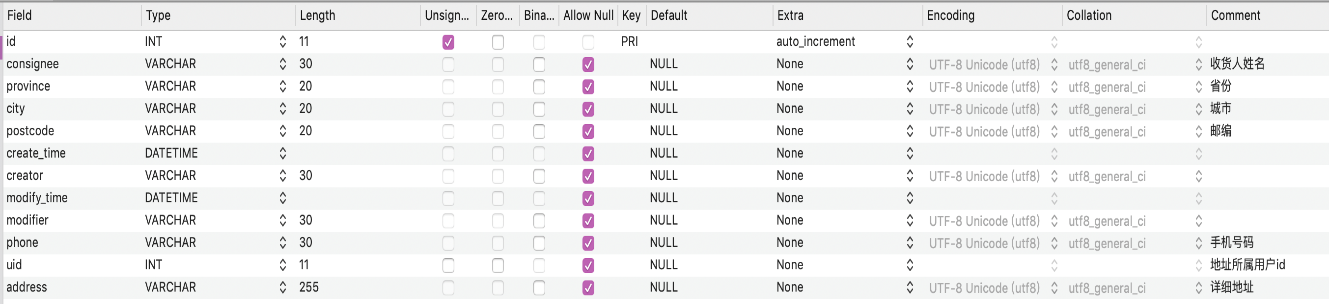 Field Type Length Unsign... Zero... Bina... Allow Null Key Default Extra Encoding Collation Comment
id INT 11 PRI auto_increment
consignee VARCHAR 30 NULL None UTF-8 Unicode (utf8) utf8_general_ci 收货人姓名
province VARCHAR 20 NULL None UTF-8 Unicode (utf8) utf8_general_ci 省份
city VARCHAR 20 NULL None UTF-8 Unicode (utf8) utf8_general_ci 城市
postcode VARCHAR 20 NULL None UTF-8 Unicode (utf8) utf8_general_ci 邮编
create_time DATETIME NULL None
creator VARCHAR 30 NULL None UTF-8 Unicode (utf8) utf8_general_ci
modify_time DATETIME NULL None
modifier VARCHAR 30 NULL None UTF-8 Unicode (utf8) utf8_general_ci
phone VARCHAR 30 NULL None UTF-8 Unicode (utf8) utf8_general_ci 手机号码
uid INT 11 NULL None 地址所属用户id
address VARCHAR 255 NULL None UTF-8 Unicode (utf8) utf8_general_ci 详细地址